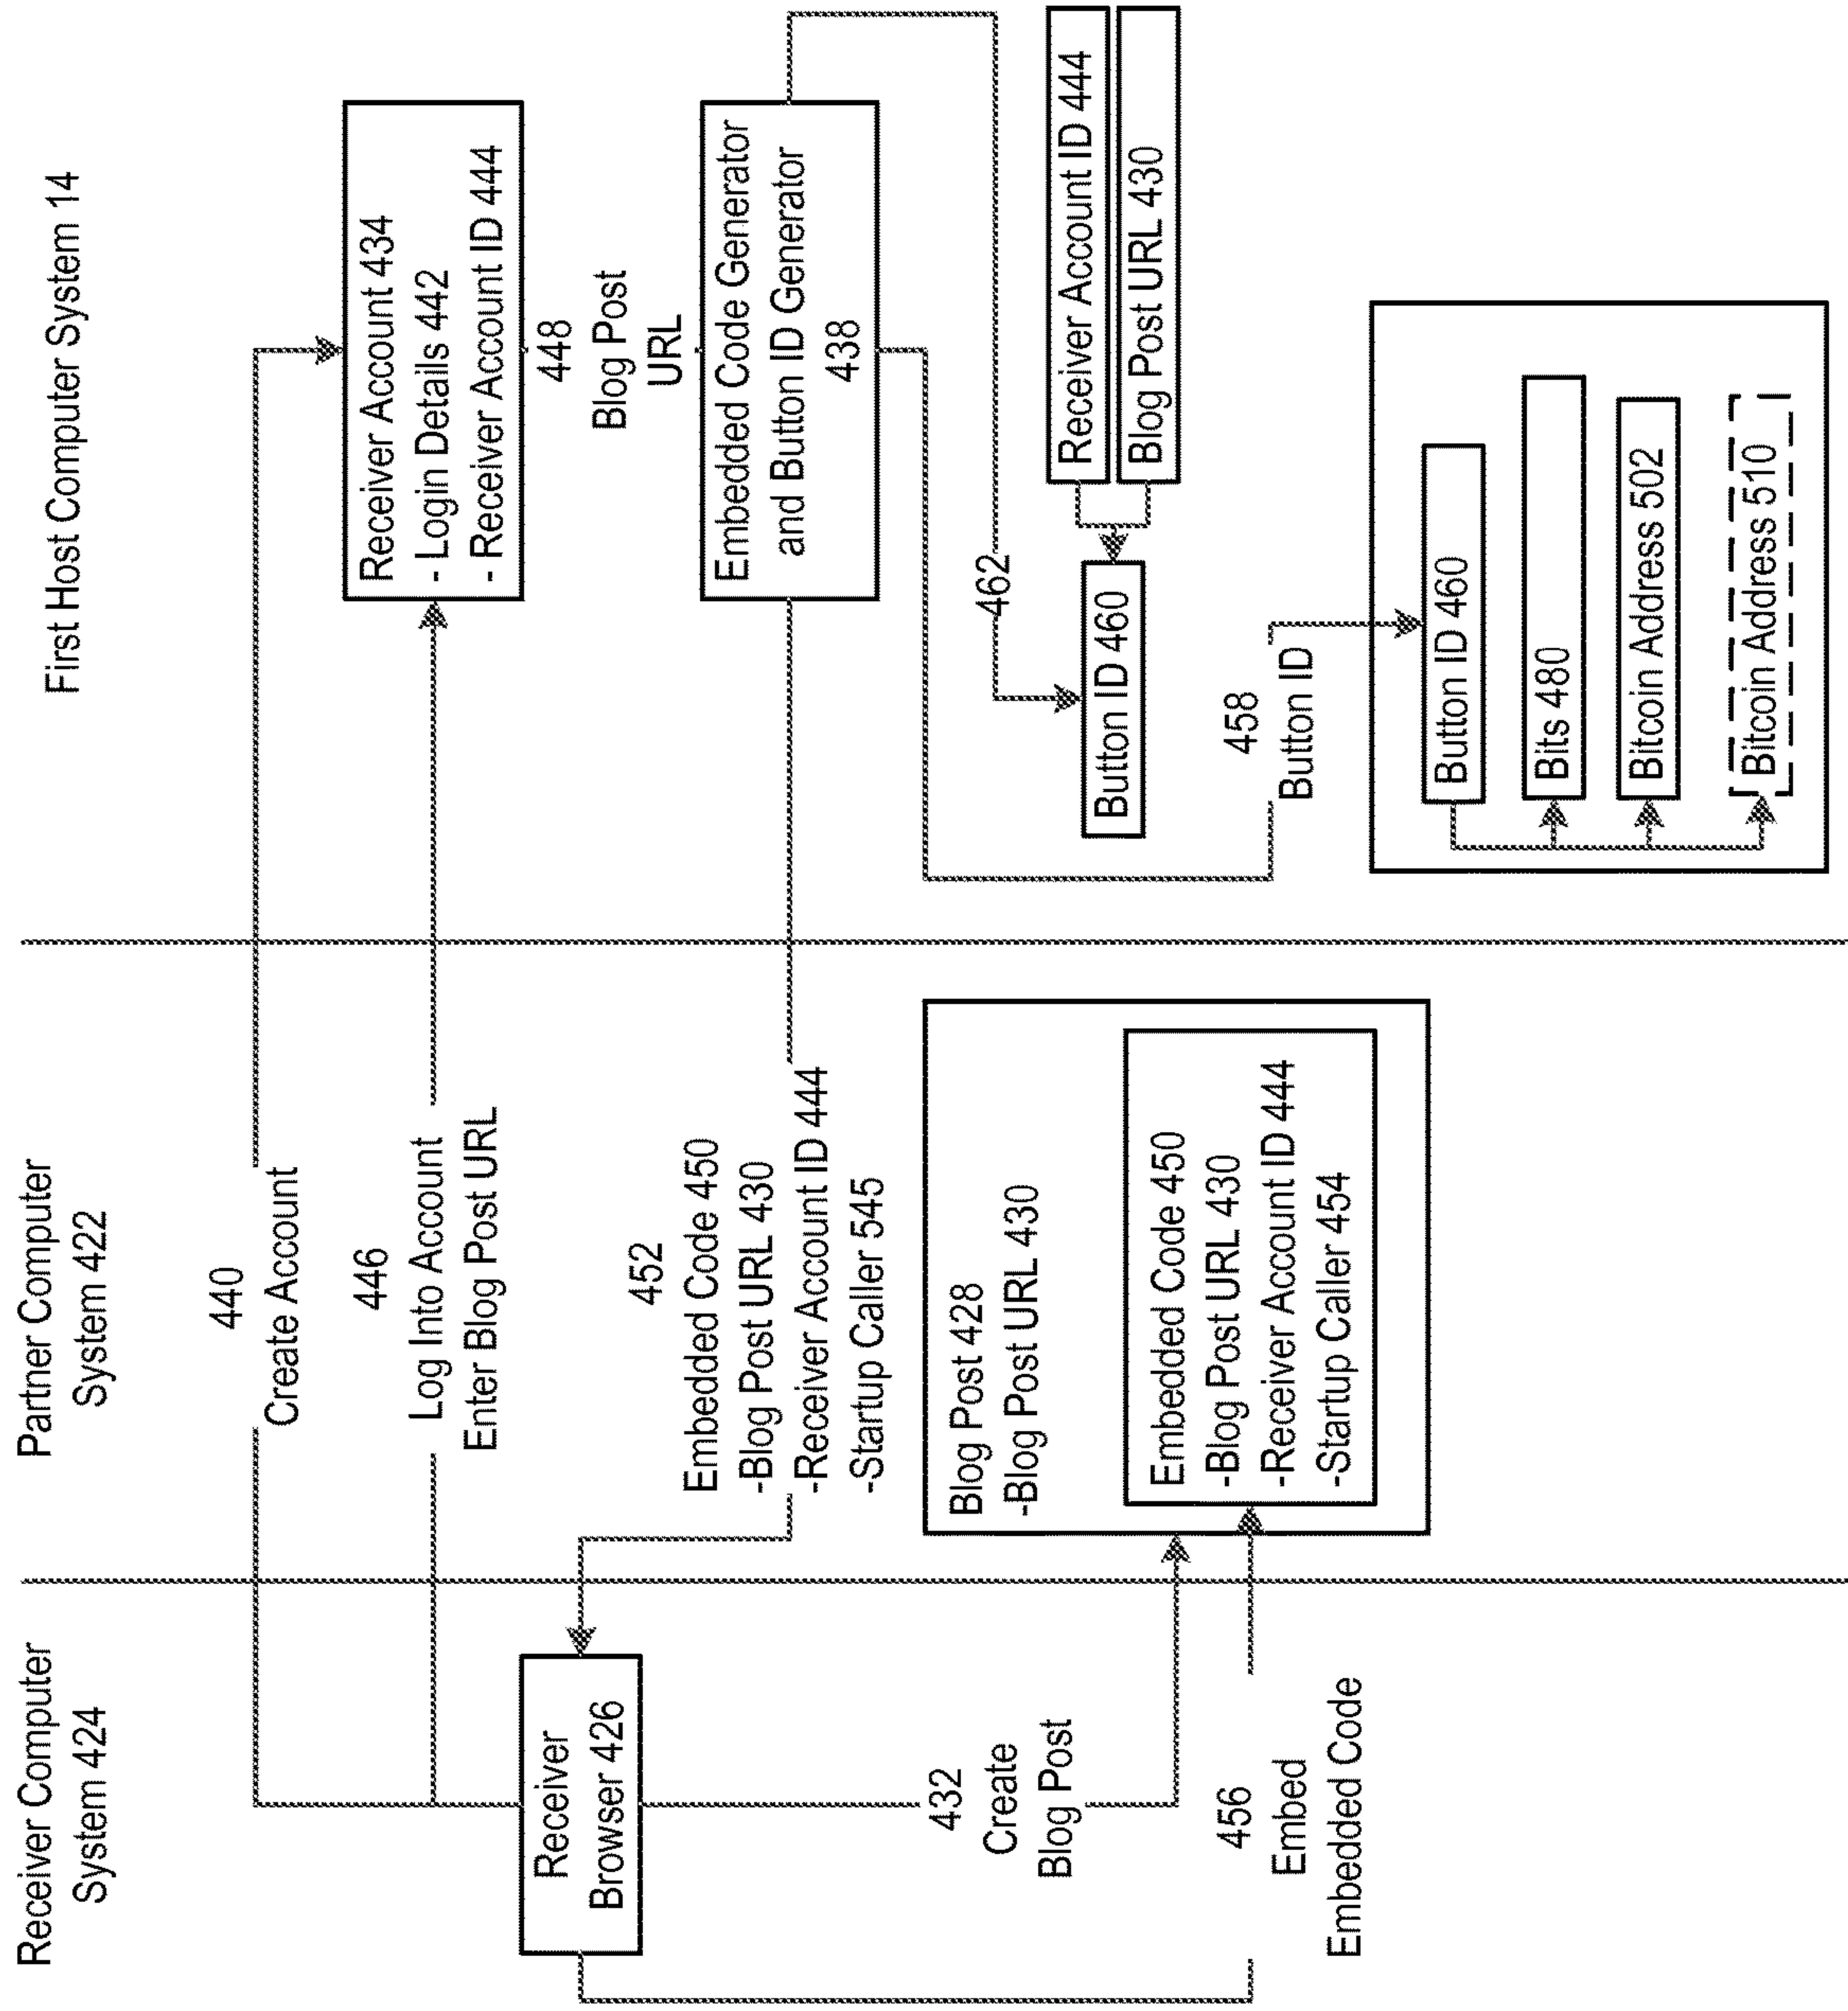 Receiver Computer
System 424
Partner Computer
System 422
First Host Computer System 14
440
Create Account
446
Log Into Account
Enter Blog Post URL
Receiver Account 434
- Login Details 442
- Receiver Account ID 444
448
Blog Post
URL
Receiver
Browser 426
452
Embedded Code 450
-Blog Post URL 430
-Receiver Account ID 444
-Startup Caller 545
Embedded Code Generator
and Button ID Generator
438
432
Create
Blog Post
Blog Post 428
-Blog Post URL 430
Embedded Code 450
-Blog Post URL 430
-Receiver Account ID 444
-Startup Caller 454
456
Embed
Embedded Code
462
Button ID 460
Receiver Account ID 444
Blog Post URL 430
458
Button ID
Button ID 460
Bits 480
Bitcoin Address 502
Bitcoin Address 510